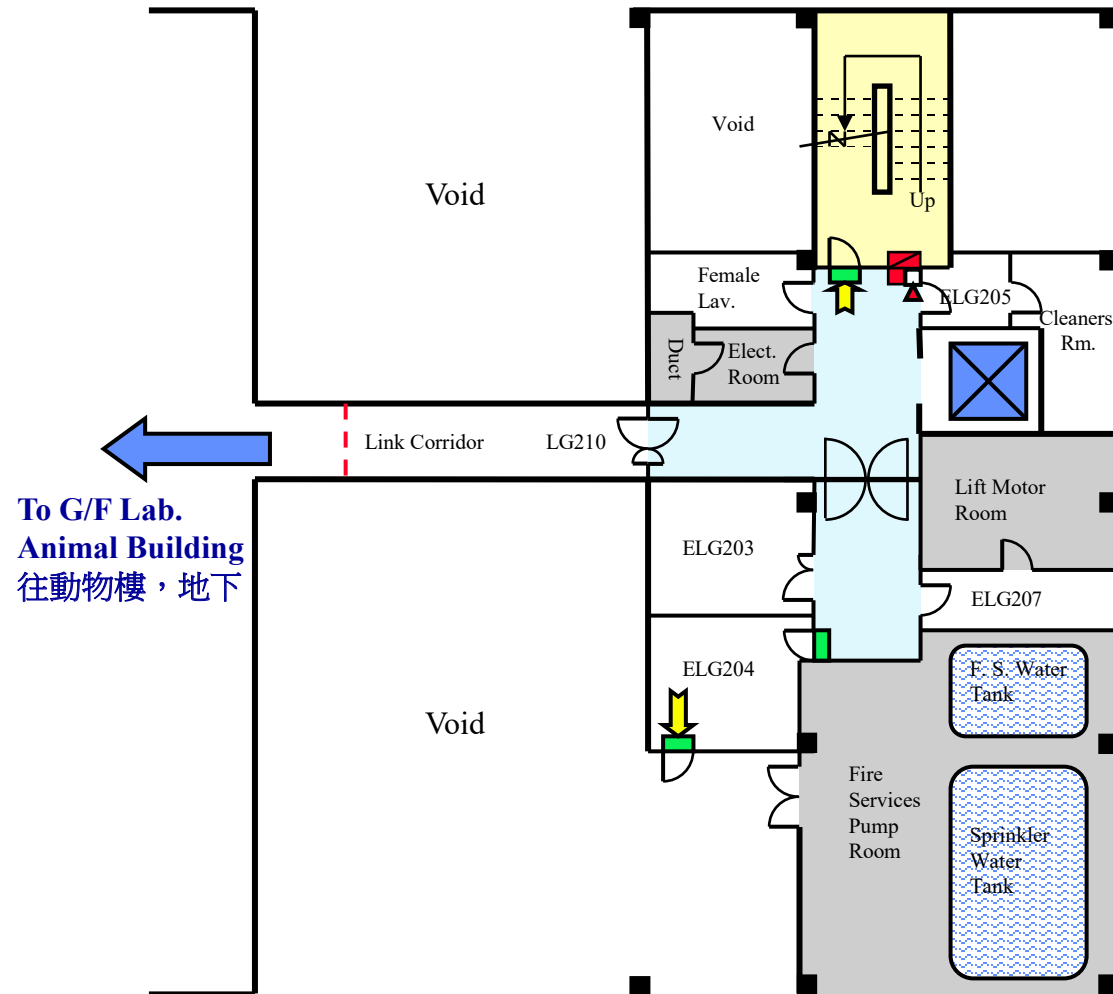 Void
Void
Up
Female
Lav.
ELG205
Cleaners
Rm.
Duct
Elect.
Room
Link Corridor
LG210
To G/F Lab.
Animal Building
往動物樓，地下
Lift Motor
Room
ELG203
ELG207
ELG204
F. S. Water
Tank
Void
Fire
Services
Pump
Room
Sprinkler
Water
Tank